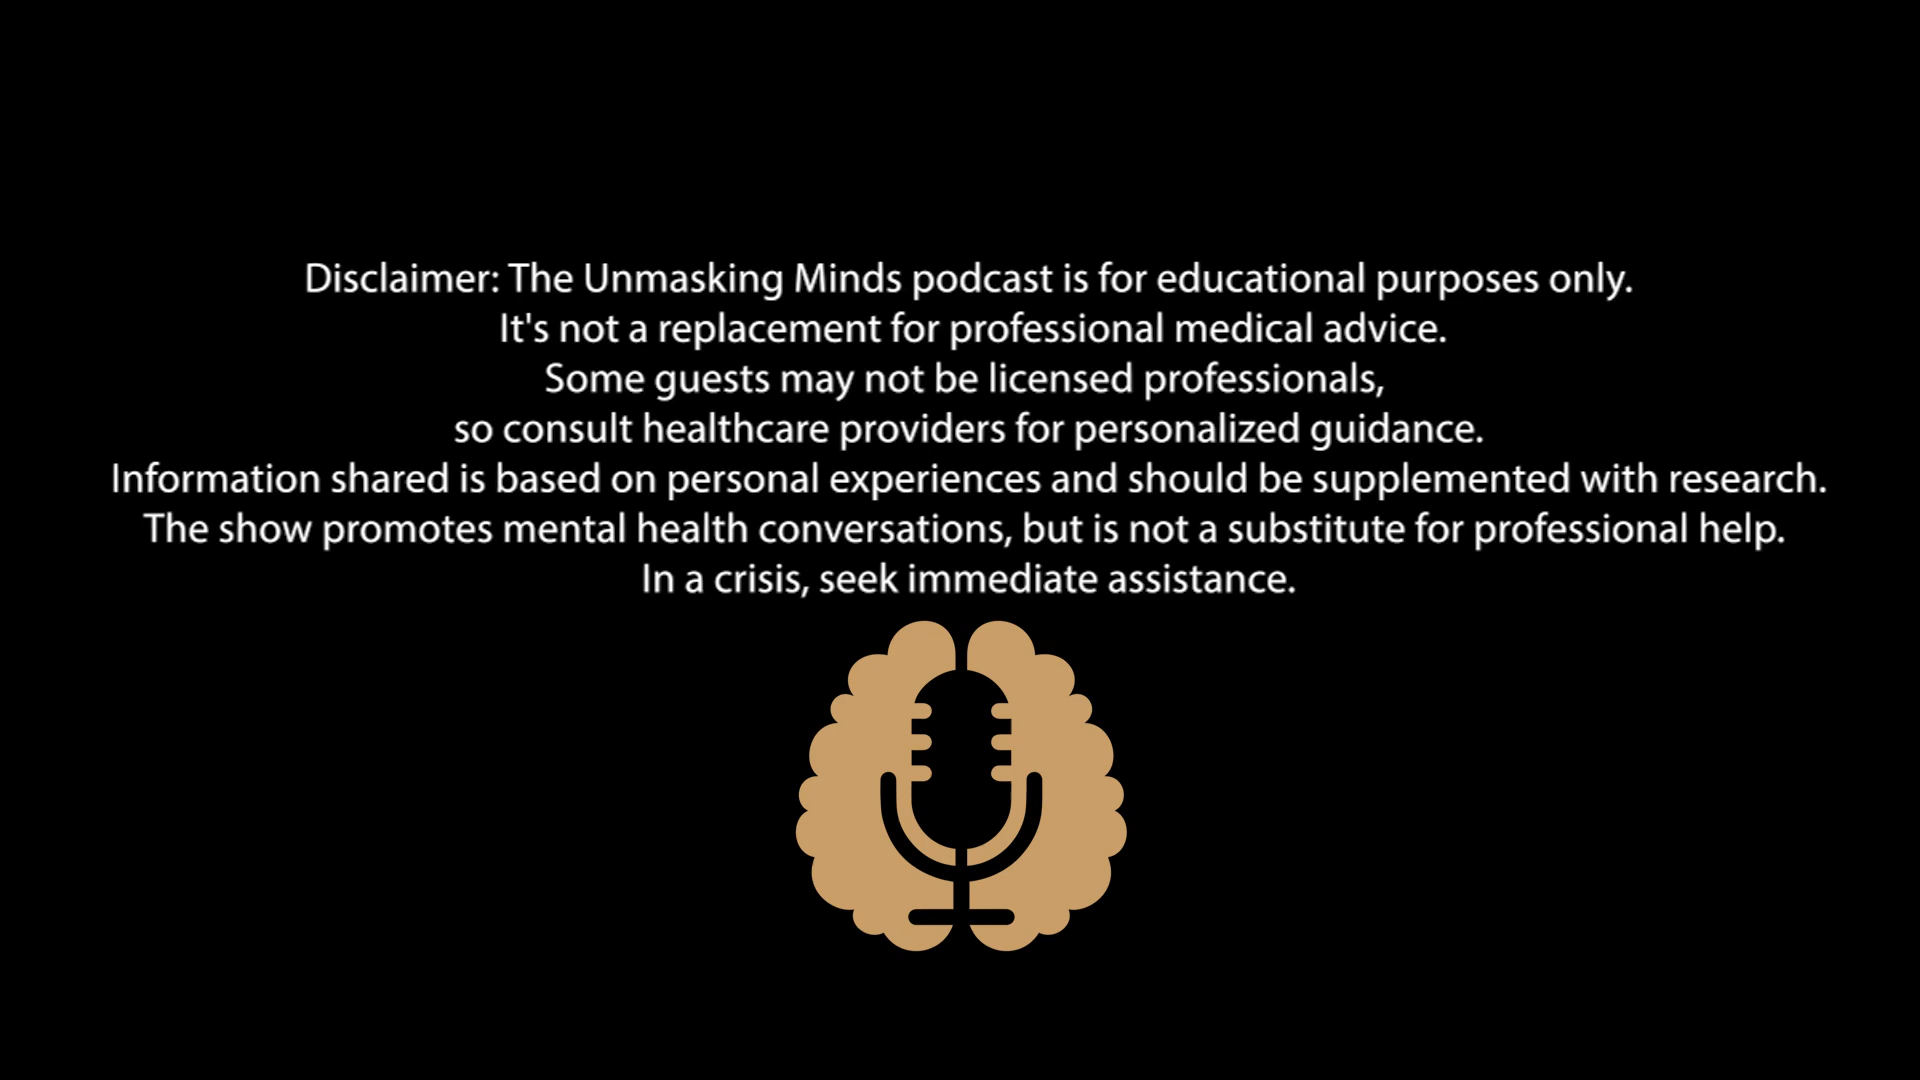 Disclaimer: The Unmasking Minds podcast is for educational purposes only.
It's not a replacement for professional medical advice.
Some guests may not be licensed professionals,
so consult healthcare providers for personalized guidance.
Information shared is based on personal experiences and should be supplemented with research.
The show promotes mental health conversations, but is not a substitute for professional help.
In a crisis, seek immediate assistance.